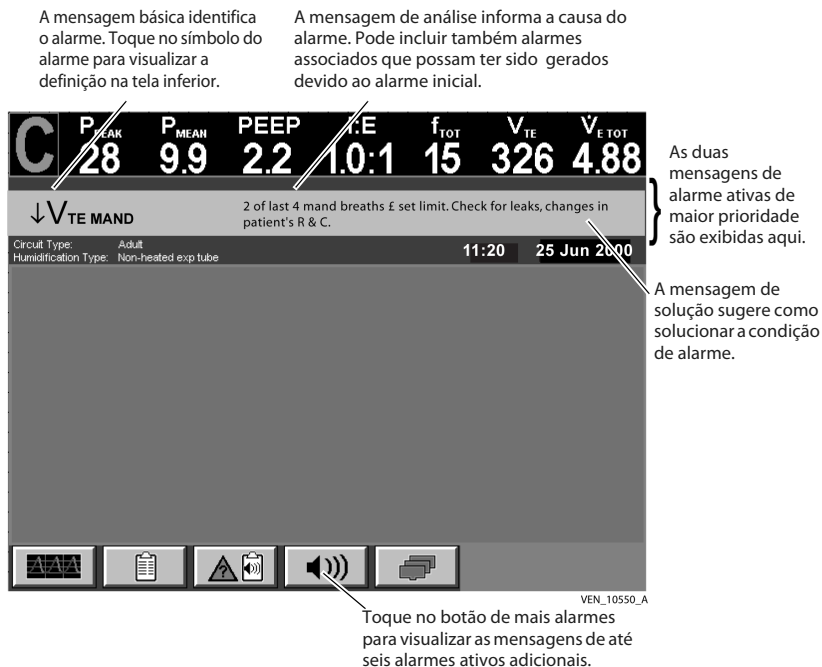 A mensagem básica identifica
o alarme. Toque no símbolo do
alarme para visualizar a
definição na tela inferior.
A mensagem de análise informa a causa do
alarme. Pode incluir também alarmes
associados que possam ter sido gerados
devido ao alarme inicial.
C PPEAK PMEAN PEEP I:E fTOT VTE V̇E TOT
28 9.9 2.2 1.0:1 15 326 4.88
As duas
mensagens de
alarme ativas de
maior prioridade
são exibidas aqui.
↓VTE MAND
2 of last 4 mand breaths £ set limit. Check for leaks, changes in
patient's R & C.
Circuit Type: Adult
Humidification Type: Non-heated exp tube
11:20 25 Jun 2000
A mensagem de
solução sugere como
solucionar a condição
de alarme.
VEN_10550_A
Toque no botão de mais alarmes
para visualizar as mensagens de até
seis alarmes ativos adicionais.